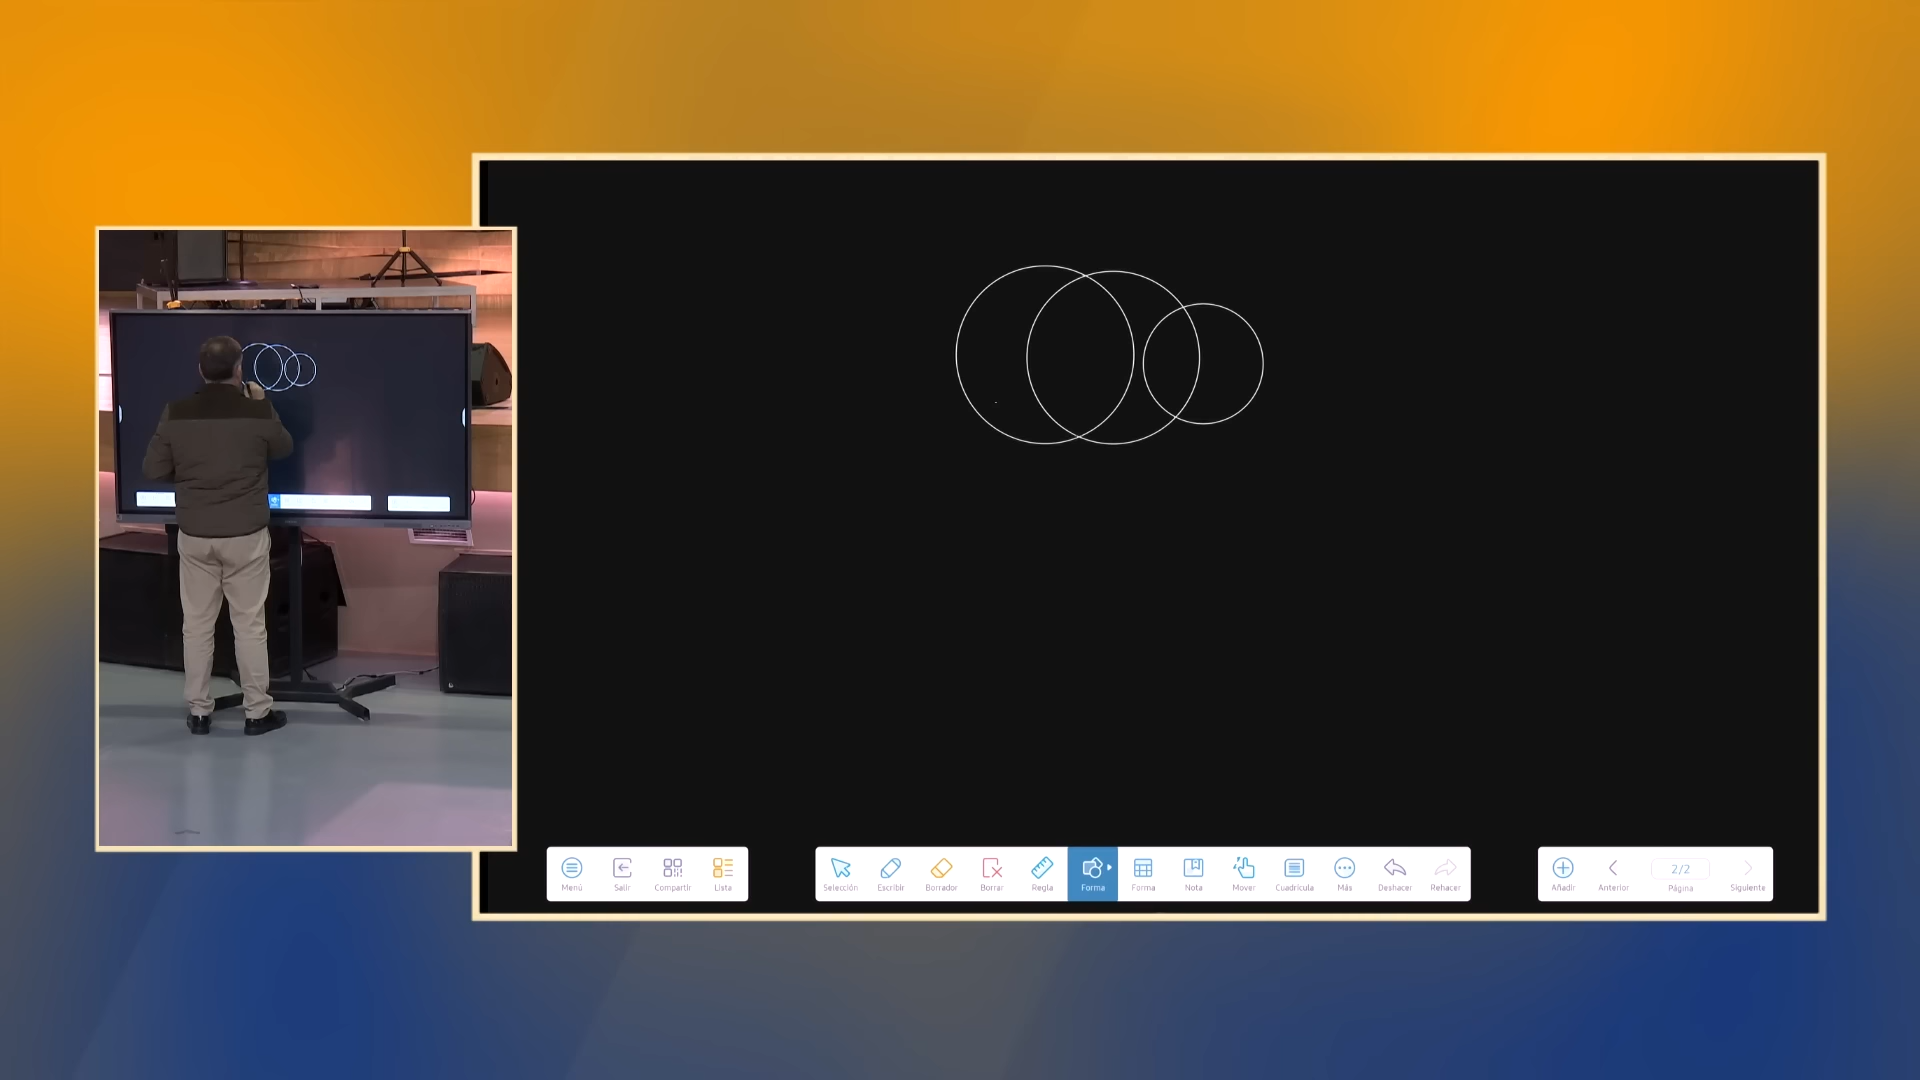 Menú Salir Compartir Lista
Selección Escribir Borrador Borrar Regla Forma Forma Nota Mover Cuadrícula Más Deshacer Rehacer
Añadir Anterior 2/2 Página Siguiente